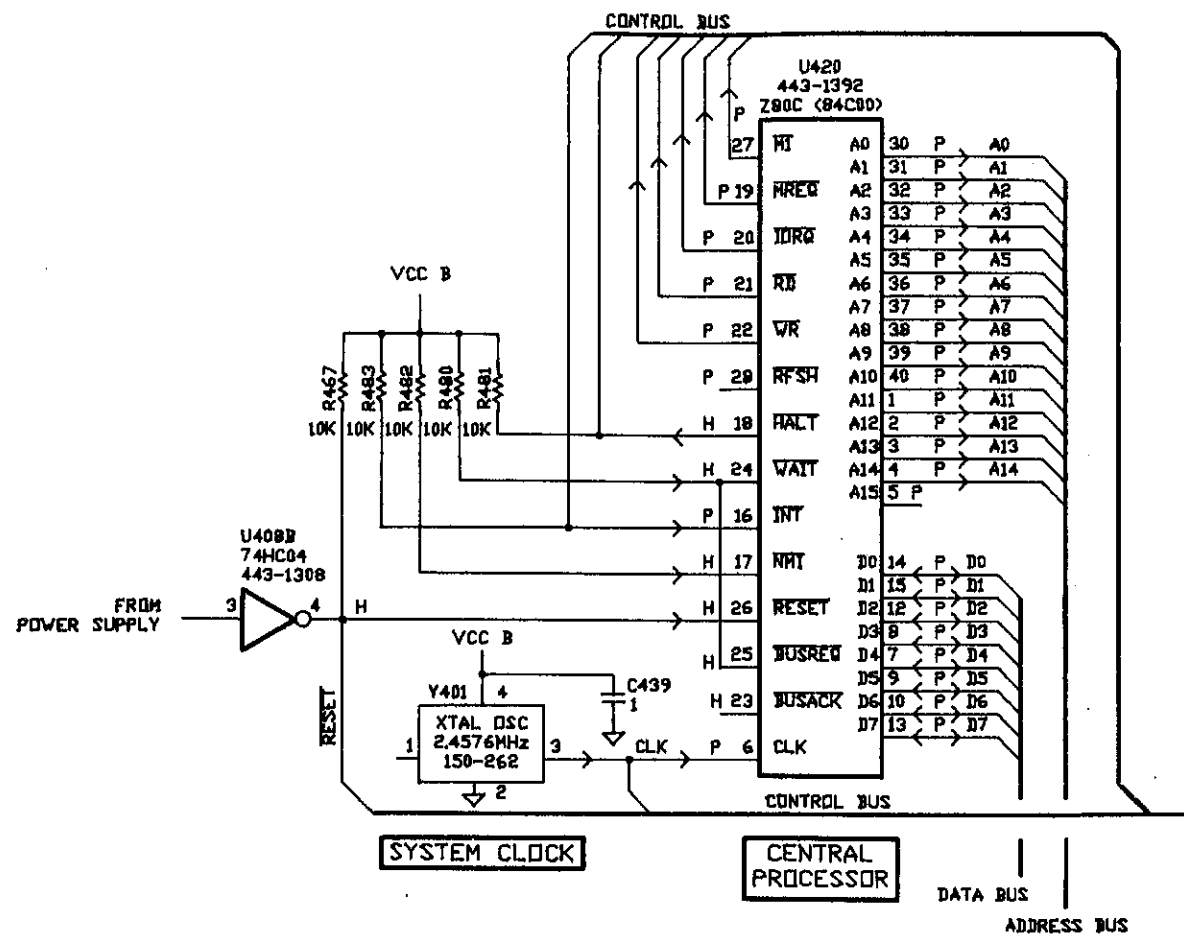 CONTROL BUS
U420
443-1392
Z80C (84C00)
P
27 M1 A0 30 P A0
A1 31 P A1
P 19 MREQ A2 32 P A2
A3 33 P A3
P 20 IORQ A4 34 P A4
A5 35 P A5
VCC B
P 21 RD A6 36 P A6
A7 37 P A7
P 22 WR A8 38 P A8
A9 39 P A9
P 28 RFSH A10 40 P A10
A11 1 P A11
R467 R483 R482 R480 R481
10K 10K 10K 10K 10K
H 18 HALT A12 2 P A12
A13 3 P A13
H 24 WAIT A14 4 P A14
A15 5 P
P 16 INT
U408B
74HC04
443-1308
H 17 NMI D0 14 P D0
D1 15 P D1
FROM
POWER SUPPLY
3 4 H
H 26 RESET D2 12 P D2
D3 8 P D3
VCC B
H 25 BUSREQ D4 7 P D4
D5 9 P D5
Y401 4
C439
1
H 23 BUSACK D6 10 P D6
D7 13 P D7
RESET
XTAL OSC
2.4576MHz
150-262
1 3 CLK P 6 CLK
2
CONTROL BUS
SYSTEM CLOCK
CENTRAL
PROCESSOR
DATA BUS
ADDRESS BUS